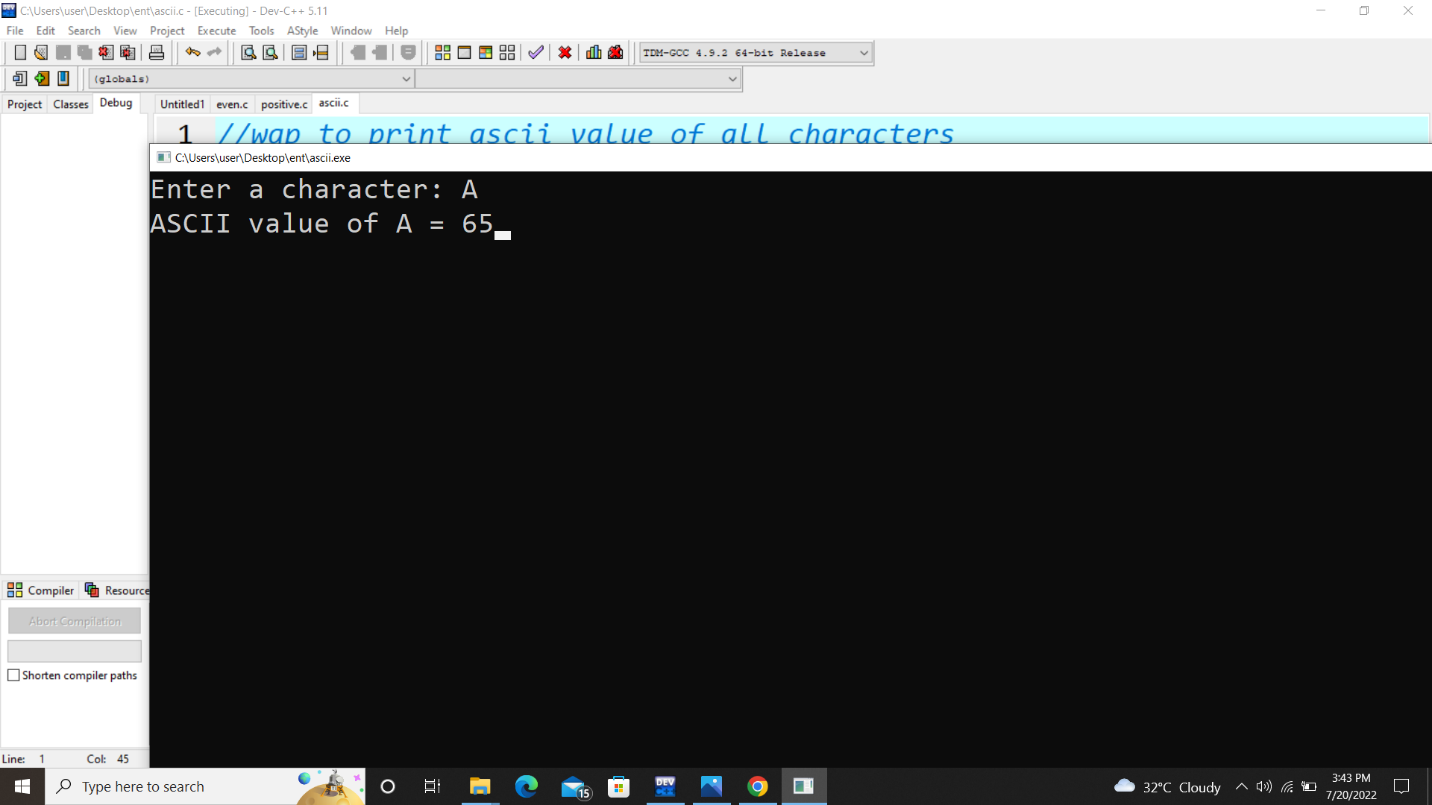 C:\Users\user\Desktop\ent\ascii.c - [Executing] - Dev-C++ 5.11
File Edit Search View Project Execute Tools AStyle Window Help
TDM-GCC 4.9.2 64-bit Release
(globals)
Project Classes Debug Untitled1 even.c positive.c ascii.c
1 //wap to print ascii value of all characters
C:\Users\user\Desktop\ent\ascii.exe
Enter a character: A
ASCII value of A = 65
Compiler Resource
Abort Compilation
Shorten compiler paths
Line: 1 Col: 45
Type here to search
DEV
15
32°C Cloudy
3:43 PM
7/20/2022